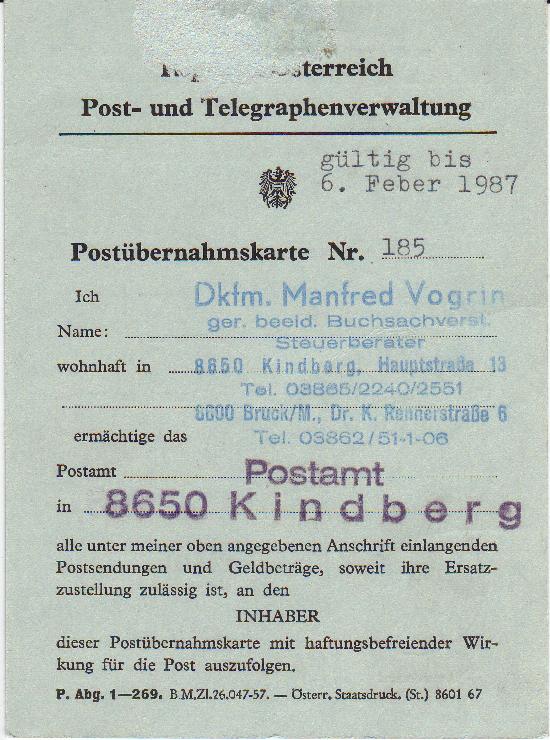 sterreich
Post- und Telegraphenverwaltung
gültig bis
6. Feber 1987
Postübernahmskarte Nr. 185
Ich
Dkfm. Manfred Vogrin
ger. beeid. Buchsachverst.
Name:
Steuerberater
wohnhaft in 8650 Kindberg, Hauptstraße 13
Tel. 03865/2240/2551
8600 Bruck/M., Dr. K. Rennerstraße 6
ermächtige das Tel. 03862/51-1-06
Postamt Postamt
in 8650 Kindberg
alle unter meiner oben angegebenen Anschrift einlangenden
Postsendungen und Geldbeträge, soweit ihre Ersatz-
zustellung zulässig ist, an den
INHABER
dieser Postübernahmskarte mit haftungsbefreiender Wir-
kung für die Post auszufolgen.
P. Abg. 1—269. B.M.Zl.26.047-57. — Österr. Staatsdruck. (St.) 8601 67